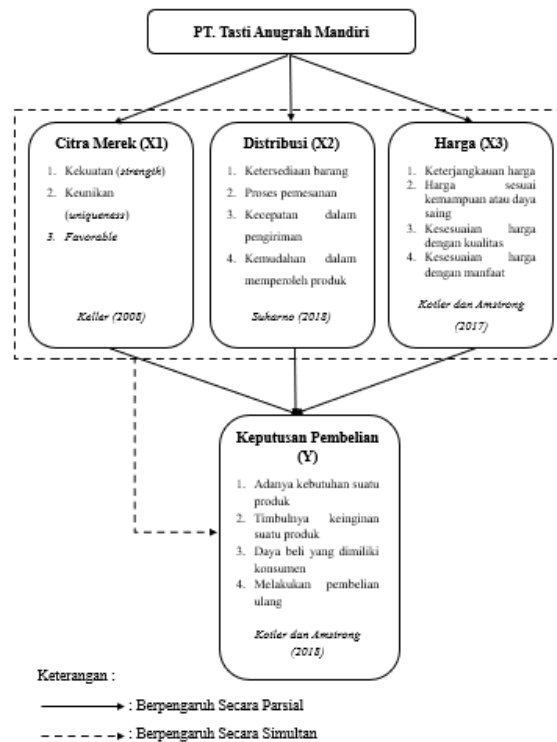 PT. Tasti Anugrah Mandiri
Citra Merek (X1)
1. Kekuatan (strength)
2. Keunikan
(uniqueness)
3. Favorable
Keller (2008)
Distribusi (X2)
1. Ketersediaan barang
2. Proses pemesanan
3. Kecepatan dalam
pengiriman
4. Kemudahan dalam
memperoleh produk
Suharno (2018)
Harga (X3)
1. Keterjangkauan harga
2. Harga sesuai
kemampuan atau daya
saing
3. Kesesuaian harga
dengan kualitas
4. Kesesuaian harga
dengan manfaat
Kotler dan Amstrong
(2017)
Keputusan Pembelian
(Y)
1. Adanya kebutuhan suatu
produk
2. Timbulnya keinginan
suatu produk
3. Daya beli yang dimiliki
konsumen
4. Melakukan pembelian
ulang
Kotler dan Amstrong
(2018)
Keterangan :
: Berpengaruh Secara Parsial
: Berpengaruh Secara Simultan